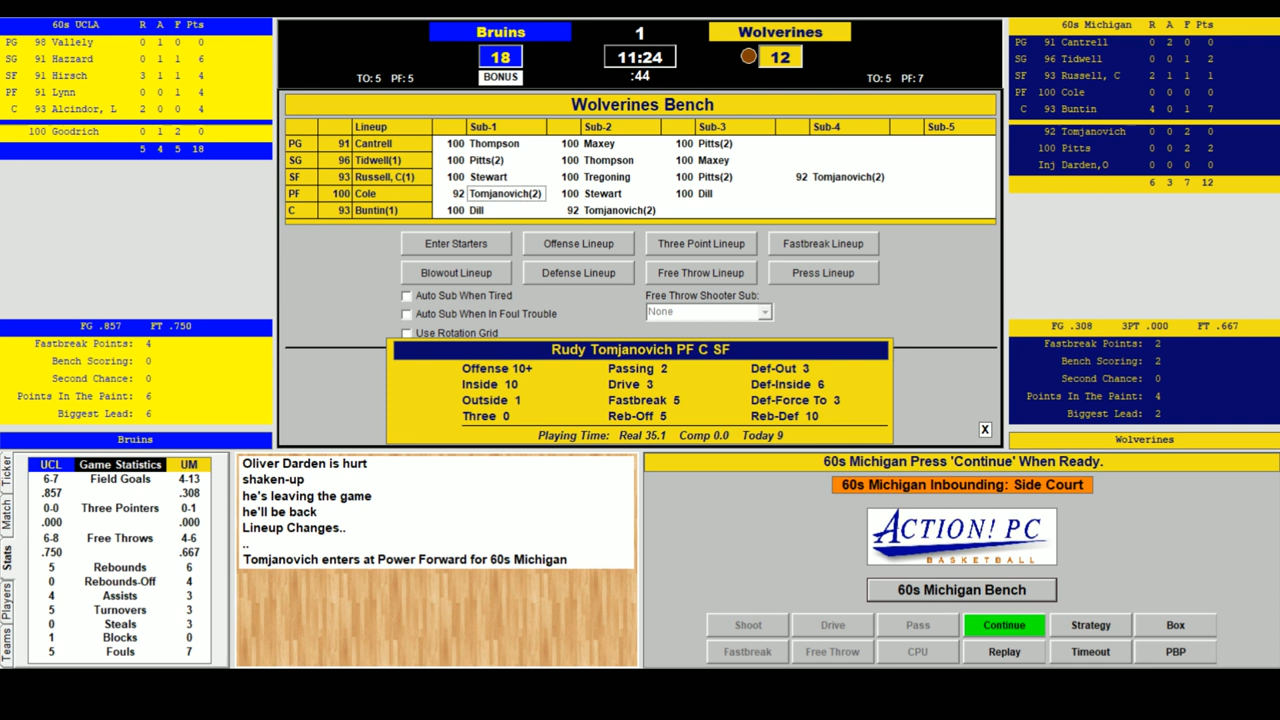 60s UCLA R A F Pts
PG 98 Vallely 0 1 0 0
SG 91 Hazzard 0 1 1 6
SF 91 Hirsch 3 1 1 4
PF 91 Lynn 0 0 1 4
C 93 Alcindor, L 2 0 0 4
100 Goodrich 0 1 2 0
5 4 5 18
FG .857 FT .750
Fastbreak Points: 4
Bench Scoring: 0
Second Chance: 0
Points In The Paint: 6
Biggest Lead: 6
Bruins
Bruins 1 Wolverines
18 11:24 12
BONUS :44
TO: 5 PF: 5 TO: 5 PF: 7
Wolverines Bench
Lineup Sub-1 Sub-2 Sub-3 Sub-4 Sub-5
PG 91 Cantrell 100 Thompson 100 Maxey 100 Pitts(2)
SG 96 Tidwell(1) 100 Pitts(2) 100 Thompson 100 Maxey
SF 93 Russell, C(1) 100 Stewart 100 Tregoning 100 Pitts(2) 92 Tomjanovich(2)
PF 100 Cole 92 Tomjanovich(2) 100 Stewart 100 Dill
C 93 Buntin(1) 100 Dill 92 Tomjanovich(2)
Enter Starters Offense Lineup Three Point Lineup Fastbreak Lineup
Blowout Lineup Defense Lineup Free Throw Lineup Press Lineup
Auto Sub When Tired Free Throw Shooter Sub:
Auto Sub When In Foul Trouble None
Use Rotation Grid
Rudy Tomjanovich PF C SF
Offense 10+ Passing 2 Def-Out 3
Inside 10 Drive 3 Def-Inside 6
Outside 1 Fastbreak 5 Def-Force To 3
Three 0 Reb-Off 5 Reb-Def 10
Playing Time: Real 35.1 Comp 0.0 Today 9
X
60s Michigan R A F Pts
PG 91 Cantrell 0 2 0 0
SG 96 Tidwell 0 0 1 2
SF 93 Russell, C 2 1 1 1
PF 100 Cole 0 0 0 0
C 93 Buntin 4 0 1 7
92 Tomjanovich 0 0 2 0
100 Pitts 0 0 2 2
Inj Darden,O 0 0 0 0
6 3 7 12
FG .308 3PT .000 FT .667
Fastbreak Points: 2
Bench Scoring: 2
Second Chance: 0
Points In The Paint: 4
Biggest Lead: 2
Wolverines
Ticker
Match
Stats
Players
Teams
UCL Game Statistics UM
6-7 Field Goals 4-13
.857 .308
0-0 Three Pointers 0-1
.000 .000
6-8 Free Throws 4-6
.750 .667
5 Rebounds 6
0 Rebounds-Off 4
4 Assists 3
5 Turnovers 3
0 Steals 3
1 Blocks 0
5 Fouls 7
Oliver Darden is hurt
shaken-up
he's leaving the game
he'll be back
Lineup Changes..
..
Tomjanovich enters at Power Forward for 60s Michigan
60s Michigan Press 'Continue' When Ready.
60s Michigan Inbounding: Side Court
ACTION! PC
BASKETBALL
60s Michigan Bench
Shoot Drive Pass Continue Strategy Box
Fastbreak Free Throw CPU Replay Timeout PBP